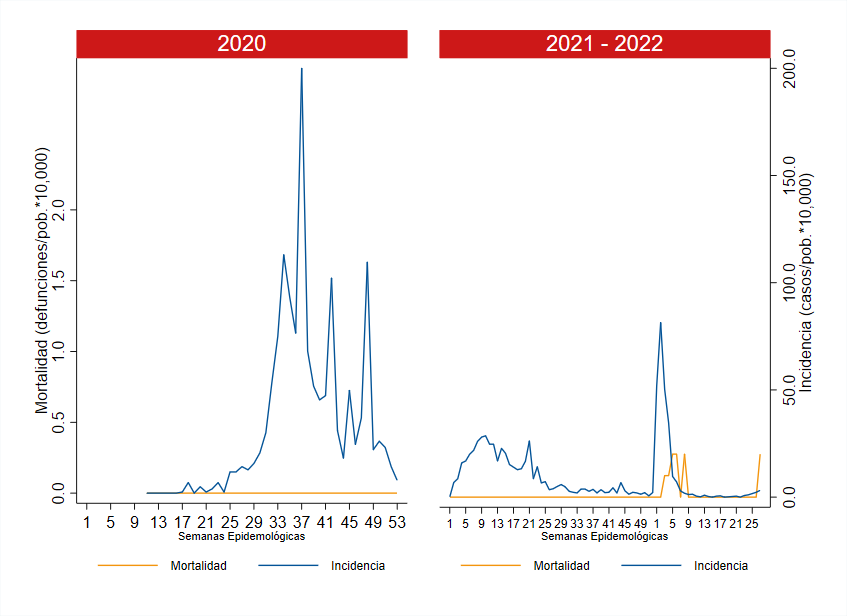 2020
2021 - 2022
Mortalidad (defunciones/pob.*10,000)
0.0 0.5 1.0 1.5 2.0
1 5 9 13 17 21 25 29 33 37 41 45 49 53
Semanas Epidemológicas
Mortalidad Incidencia
Incidencia (casos/pob.*10,000)
0.0 50.0 100.0 150.0 200.0
1 5 9 13 17 21 25 29 33 37 41 45 49 1 5 9 13 17 21 25
Semanas Epidemológicas
Mortalidad Incidencia